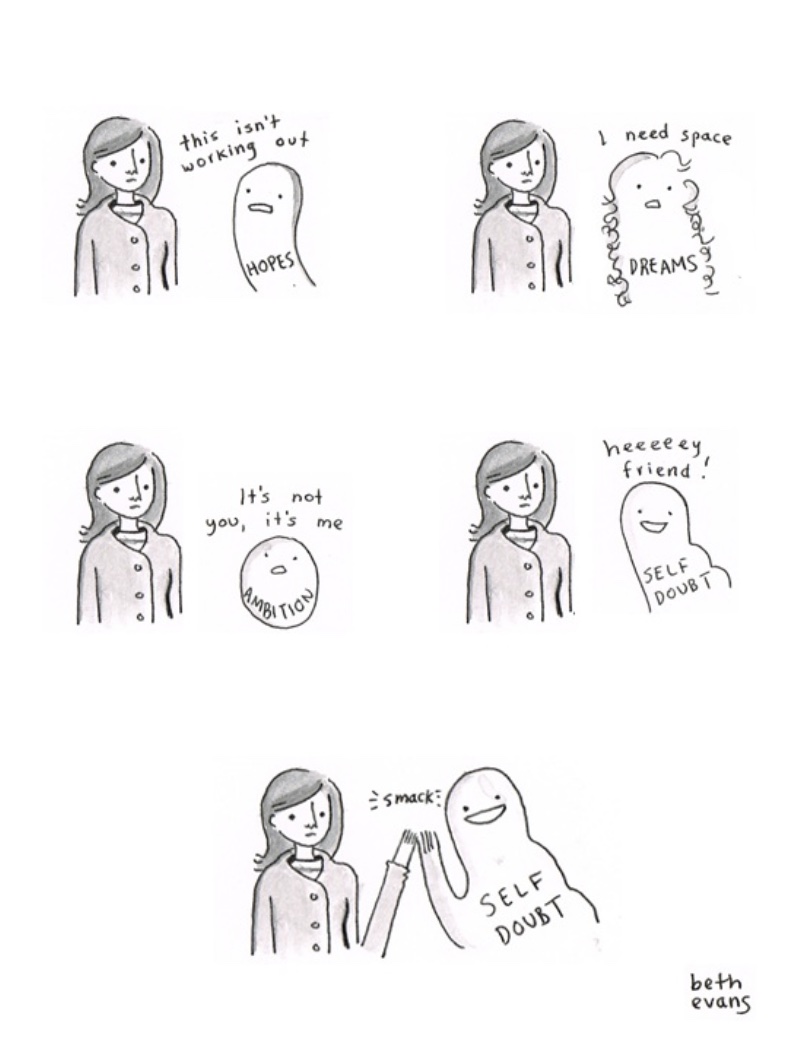 this isn't
working out
HOPES
I need space
DREAMS
It's not
you, it's me
AMBITION
heeeeey
friend!
SELF
DOUBT
smack
SELF
DOUBT
beth
evans